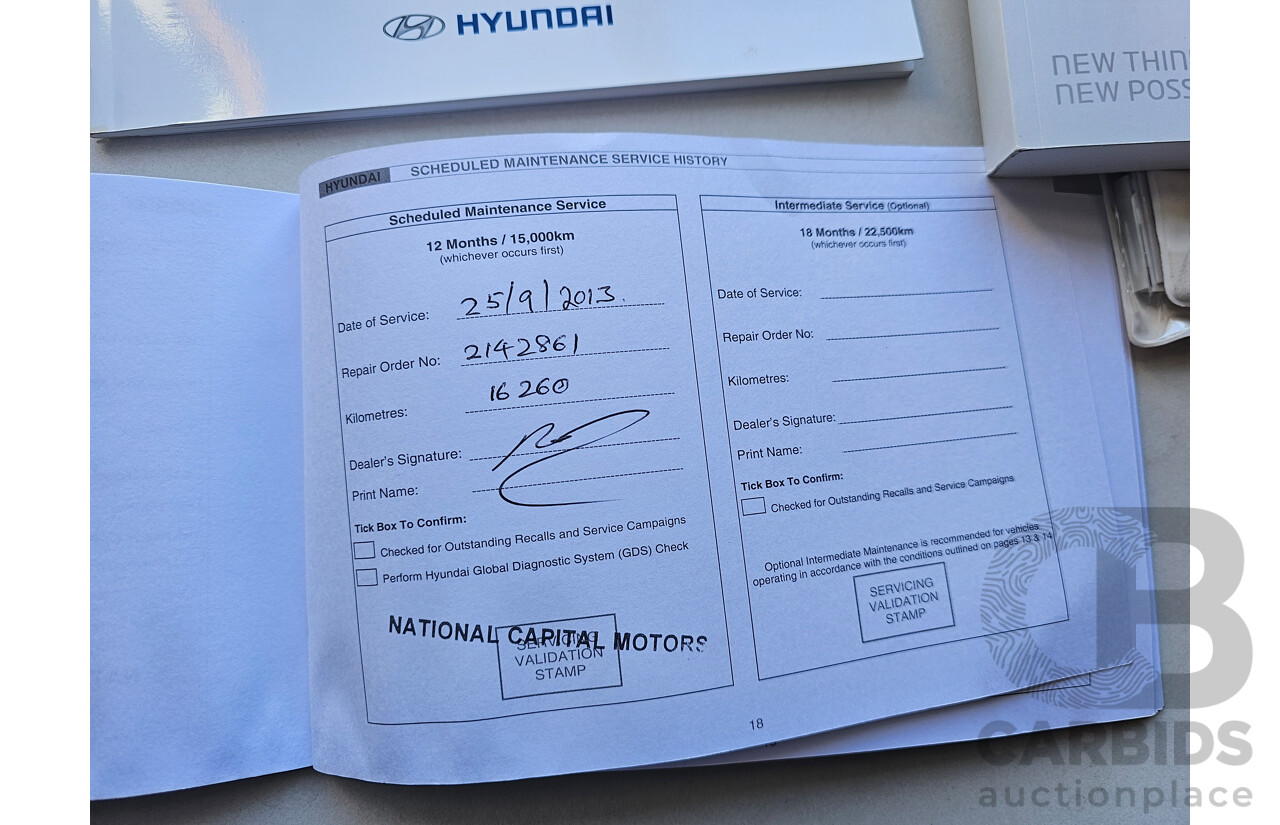 HYUNDAI
NEW THIN
NEW POSS
HYUNDAI SCHEDULED MAINTENANCE SERVICE HISTORY
Scheduled Maintenance Service
12 Months / 15,000km
(whichever occurs first)
Date of Service: 25/9/2013.
Repair Order No: 2142861
Kilometres: 16 260
Dealer's Signature:
Print Name:
Tick Box To Confirm:
Checked for Outstanding Recalls and Service Campaigns
Perform Hyundai Global Diagnostic System (GDS) Check
NATIONAL CAPITAL MOTORS
SERVICING
VALIDATION
STAMP
Intermediate Service (Optional)
18 Months / 22,500km
(whichever occurs first)
Date of Service:
Repair Order No:
Kilometres:
Dealer's Signature:
Print Name:
Tick Box To Confirm:
Checked for Outstanding Recalls and Service Campaigns
Optional Intermediate Maintenance is recommended for vehicles
operating in accordance with the conditions outlined on pages 13 & 14
SERVICING
VALIDATION
STAMP
18
CB
CARBIDS
auctionplace